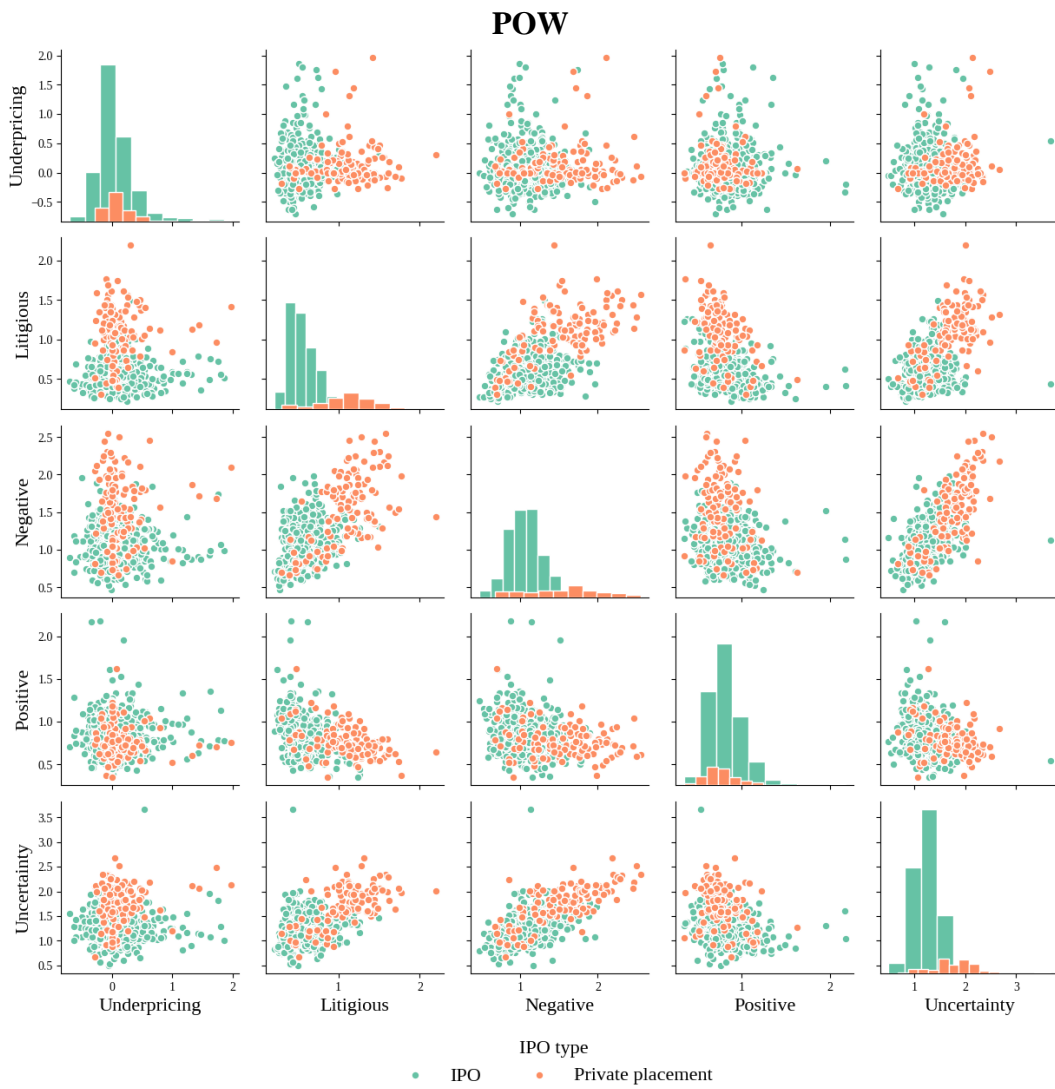 POW
Underpricing
2.0
1.5
1.0
0.5
0.0
−0.5
Litigious
2.0
1.5
1.0
0.5
Negative
2.5
2.0
1.5
1.0
0.5
Positive
2.0
1.5
1.0
0.5
Uncertainty
3.5
3.0
2.5
2.0
1.5
1.0
0.5
0 1 2 1 2 1 2 1 2 1 2 3
Underpricing Litigious Negative Positive Uncertainty
IPO type
IPO Private placement